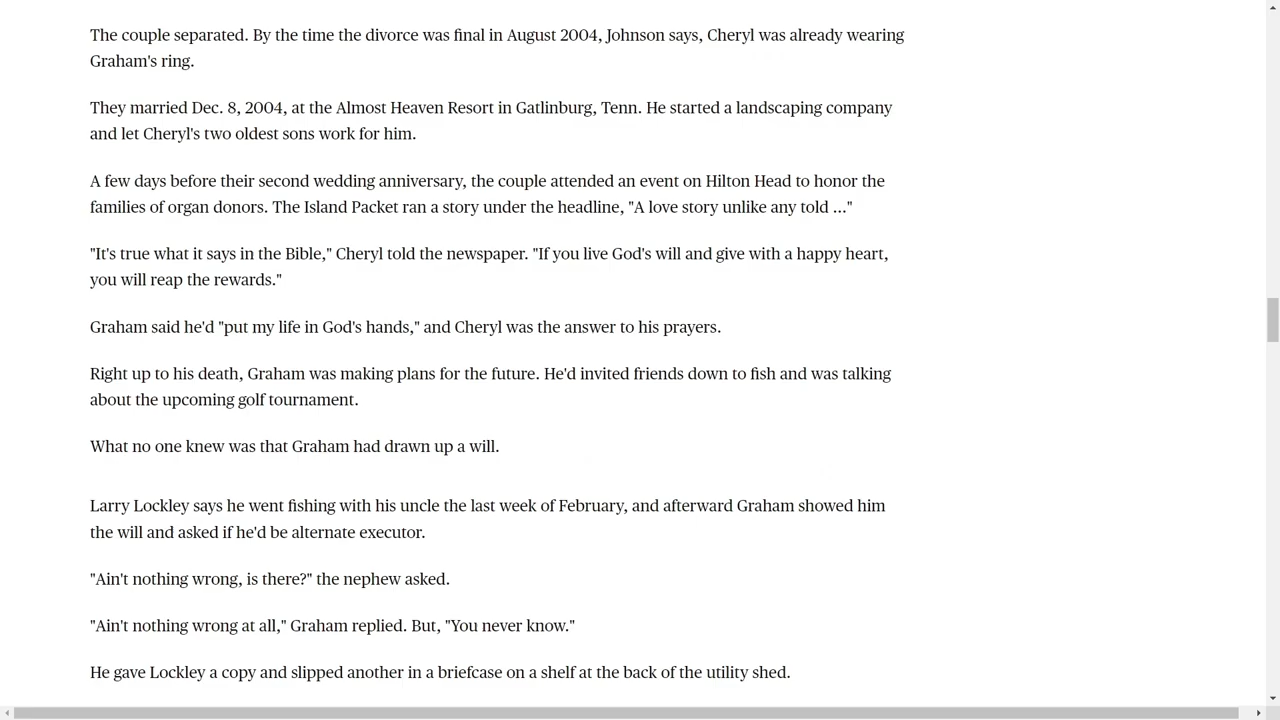 The couple separated. By the time the divorce was final in August 2004, Johnson says, Cheryl was already wearing
Graham's ring.
They married Dec. 8, 2004, at the Almost Heaven Resort in Gatlinburg, Tenn. He started a landscaping company
and let Cheryl's two oldest sons work for him.
A few days before their second wedding anniversary, the couple attended an event on Hilton Head to honor the
families of organ donors. The Island Packet ran a story under the headline, "A love story unlike any told ..."
"It's true what it says in the Bible," Cheryl told the newspaper. "If you live God's will and give with a happy heart,
you will reap the rewards."
Graham said he'd "put my life in God's hands," and Cheryl was the answer to his prayers.
Right up to his death, Graham was making plans for the future. He'd invited friends down to fish and was talking
about the upcoming golf tournament.
What no one knew was that Graham had drawn up a will.
Larry Lockley says he went fishing with his uncle the last week of February, and afterward Graham showed him
the will and asked if he'd be alternate executor.
"Ain't nothing wrong, is there?" the nephew asked.
"Ain't nothing wrong at all," Graham replied. But, "You never know."
He gave Lockley a copy and slipped another in a briefcase on a shelf at the back of the utility shed.